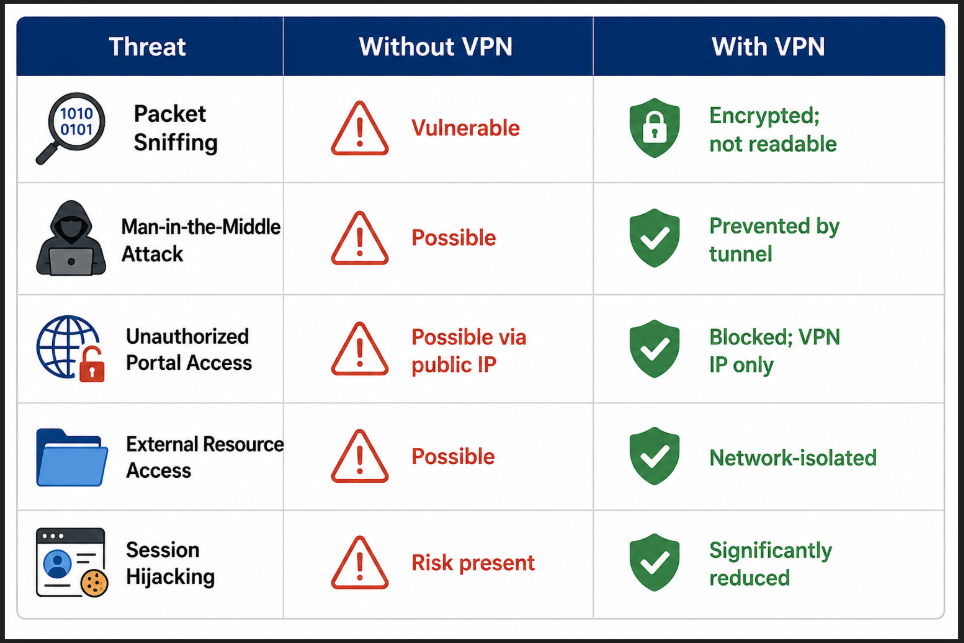 Threat
Without VPN
With VPN
1010
0101
Packet
Sniffing
Vulnerable
Encrypted;
not readable
Man-in-the-Middle
Attack
Possible
Prevented by
tunnel
Unauthorized
Portal Access
Possible via
public IP
Blocked; VPN
IP only
External Resource
Access
Possible
Network-isolated
Session
Hijacking
Risk present
Significantly
reduced